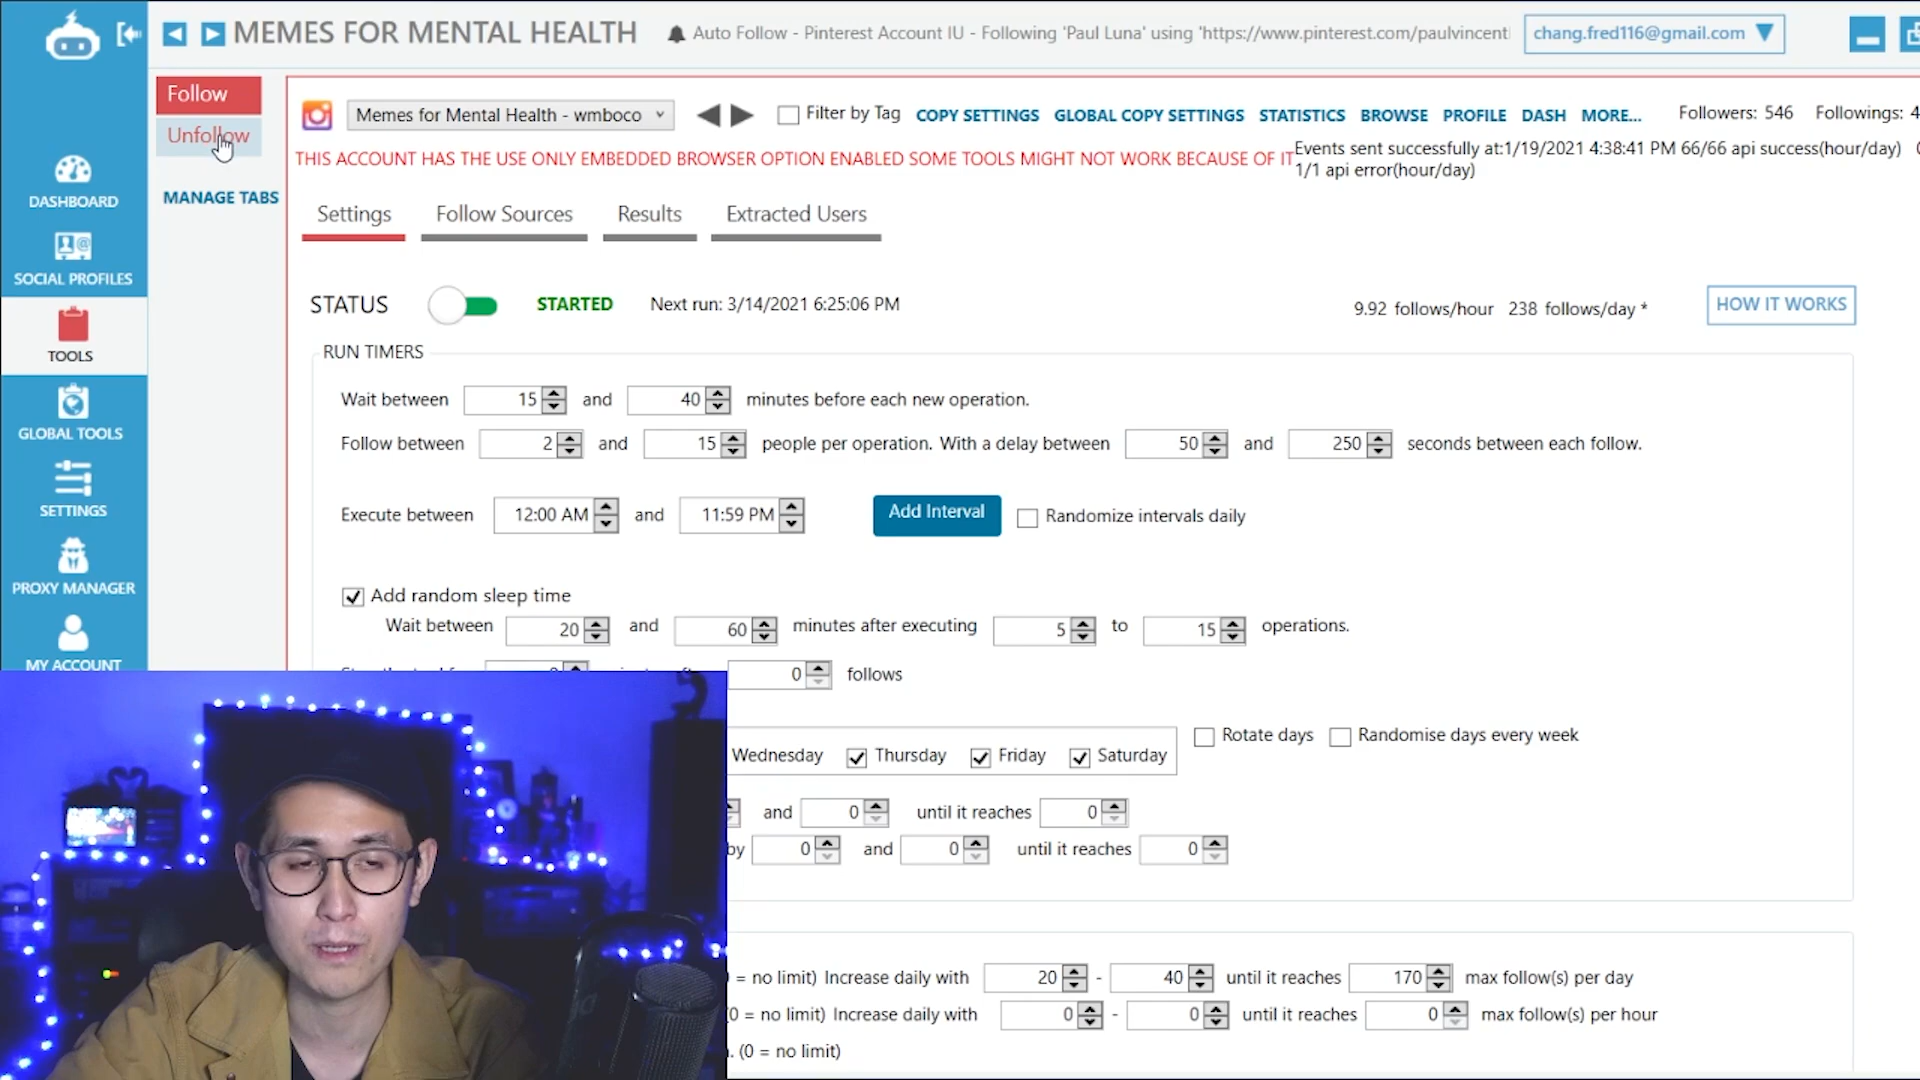 MEMES FOR MENTAL HEALTH
Auto Follow - Pinterest Account IU - Following 'Paul Luna' using 'https://www.pinterest.com/paulvincenti
chang.fred116@gmail.com
Follow
Unfollow
MANAGE TABS
DASHBOARD
SOCIAL PROFILES
TOOLS
GLOBAL TOOLS
SETTINGS
PROXY MANAGER
MY ACCOUNT
Memes for Mental Health - wmboco
Filter by Tag COPY SETTINGS GLOBAL COPY SETTINGS STATISTICS BROWSE PROFILE DASH MORE... Followers: 546 Followings: 4
THIS ACCOUNT HAS THE USE ONLY EMBEDDED BROWSER OPTION ENABLED SOME TOOLS MIGHT NOT WORK BECAUSE OF IT
Events sent successfully at:1/19/2021 4:38:41 PM 66/66 api success(hour/day)
1/1 api error(hour/day)
Settings Follow Sources Results Extracted Users
STATUS STARTED Next run: 3/14/2021 6:25:06 PM 9.92 follows/hour 238 follows/day * HOW IT WORKS
RUN TIMERS
Wait between 15 and 40 minutes before each new operation.
Follow between 2 and 15 people per operation. With a delay between 50 and 250 seconds between each follow.
Execute between 12:00 AM and 11:59 PM Add Interval Randomize intervals daily
Add random sleep time
Wait between 20 and 60 minutes after executing 5 to 15 operations.
0 follows
Wednesday Thursday Friday Saturday Rotate days Randomise days every week
and 0 until it reaches 0
by 0 and 0 until it reaches 0
= no limit) Increase daily with 20 - 40 until it reaches 170 max follow(s) per day
(0 = no limit) Increase daily with 0 - 0 until it reaches 0 max follow(s) per hour
. (0 = no limit)